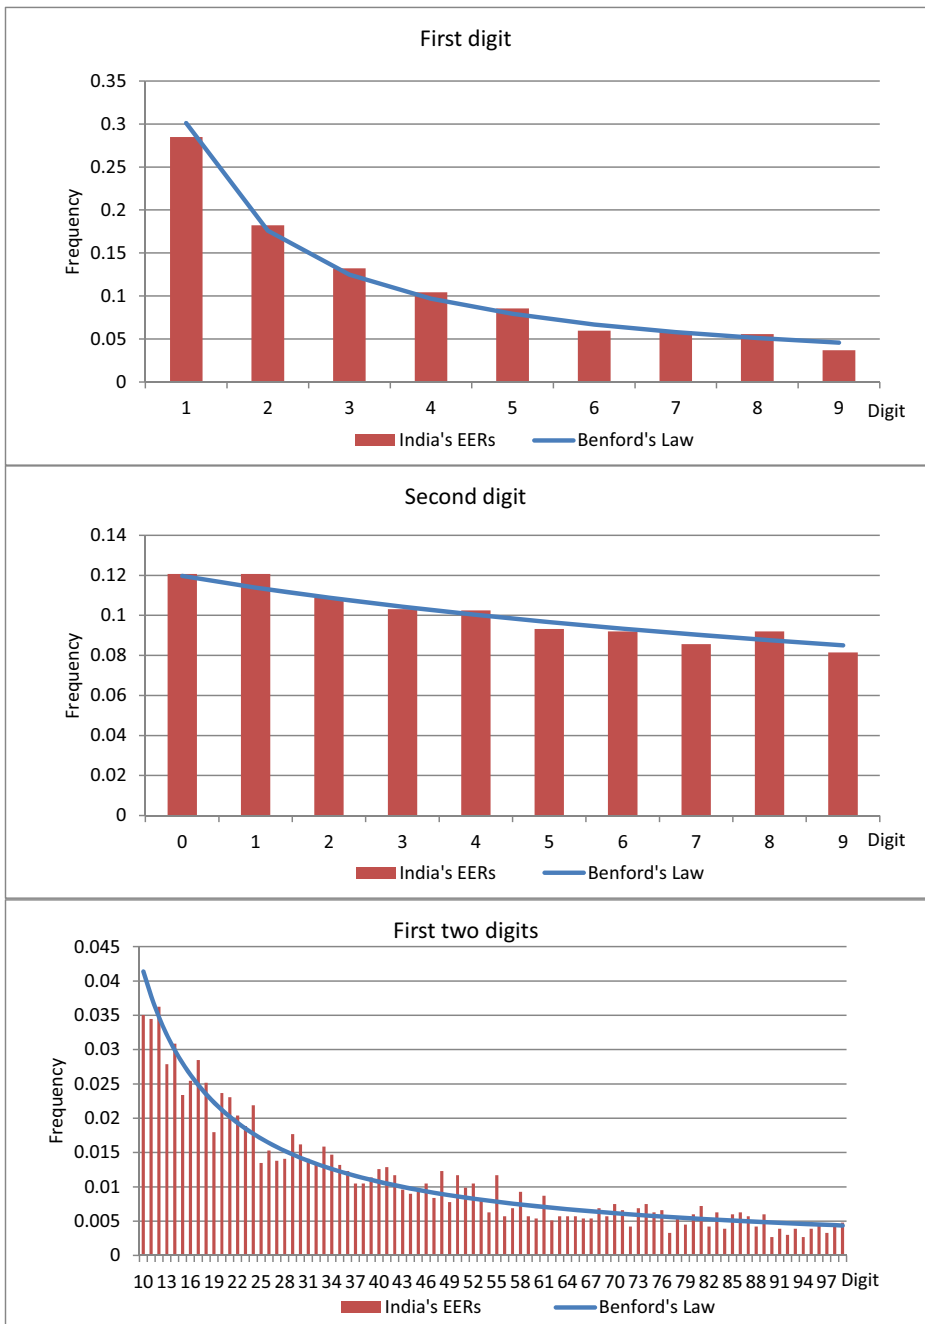 First digit
0.35
0.3
0.25
0.2
0.15
0.1
0.05
0
Frequency
1 2 3 4 5 6 7 8 9 Digit
India's EERs Benford's Law
Second digit
0.14
0.12
0.1
0.08
0.06
0.04
0.02
0
Frequency
0 1 2 3 4 5 6 7 8 9 Digit
India's EERs Benford's Law
First two digits
0.045
0.04
0.035
0.03
0.025
0.02
0.015
0.01
0.005
0
Frequency
10 13 16 19 22 25 28 31 34 37 40 43 46 49 52 55 58 61 64 67 70 73 76 79 82 85 88 91 94 97 Digit
India's EERs Benford's Law